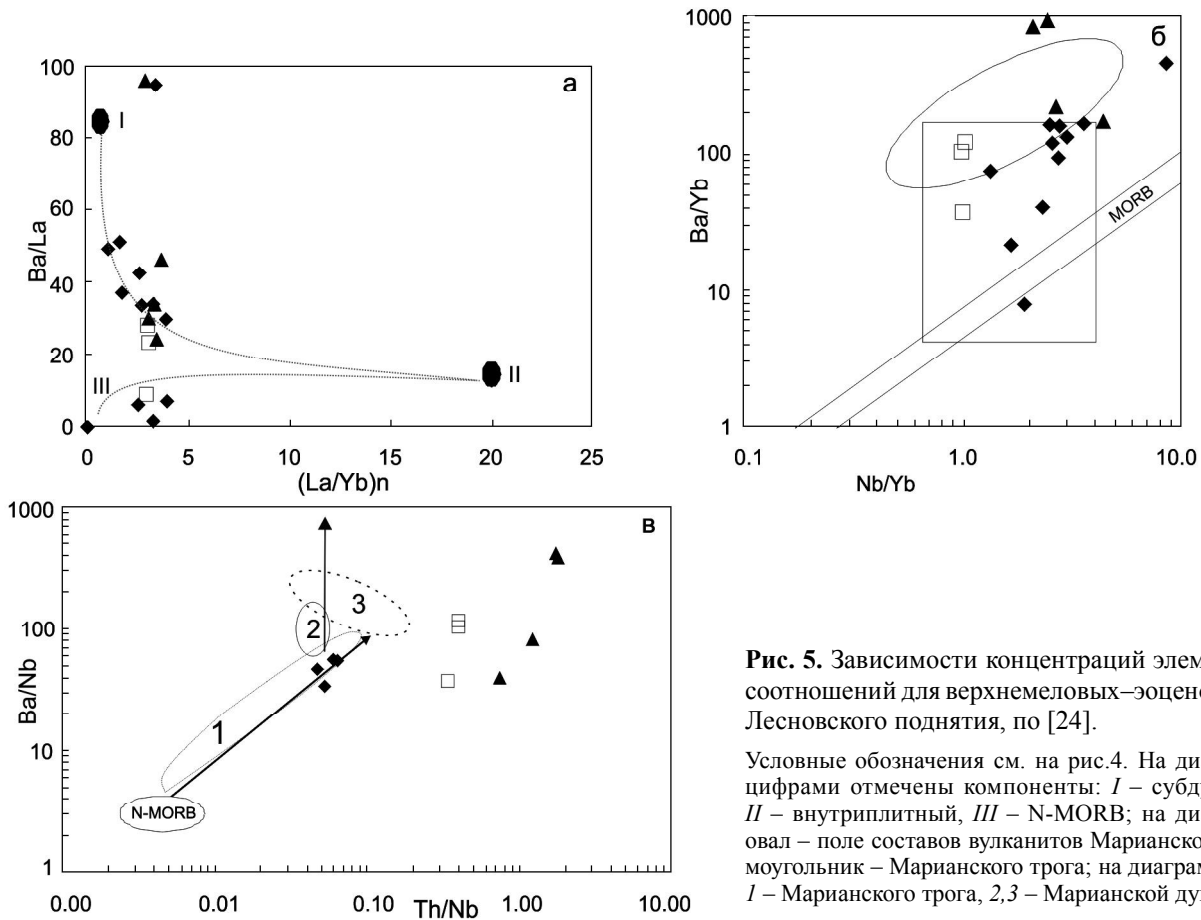 а
100
80
60
40
20
0
Ba/La
I
II
III
0 5 10 15 20 25
(La/Yb)n
б
1000
100
10
1
Ba/Yb
MORB
0.1 1.0 10.0
Nb/Yb
в
1000
100
10
1
Ba/Nb
1
2
3
N-MORB
0.00 0.01 0.10 1.00 10.00
Th/Nb
Рис. 5. Зависимости концентраций элем
соотношений для верхнемеловых–эоцено
Лесновского поднятия, по [24].
Условные обозначения см. на рис.4. На ди
цифрами отмечены компоненты: I – субду
II – внутриплитный, III – N-MORB; на ди
овал – поле составов вулканитов Марианско
моугольник – Марианского трога; на диаграм
1 – Марианского трога, 2,3 – Марианской ду